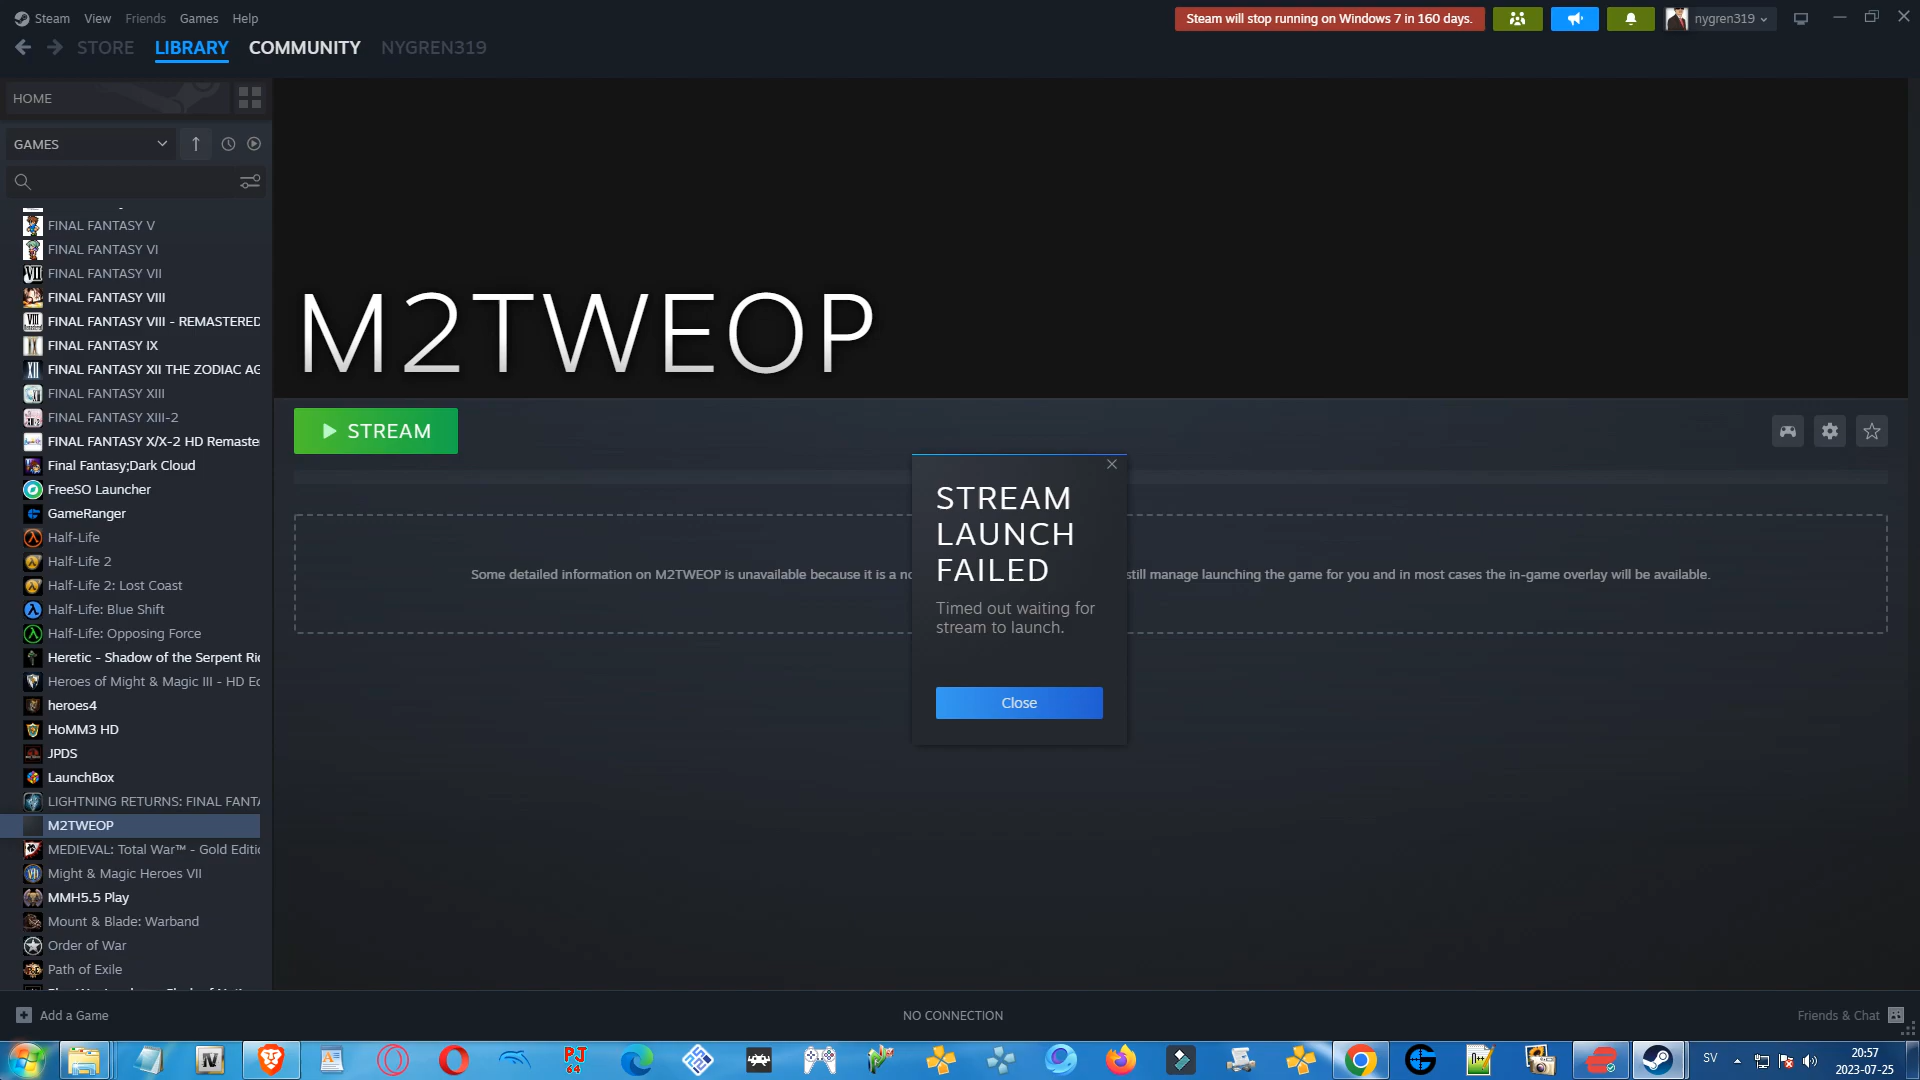 Steam View Friends Games Help
Steam will stop running on Windows 7 in 160 days.
nygren319
STORE LIBRARY COMMUNITY NYGREN319
HOME
GAMES
FINAL FANTASY V
FINAL FANTASY VI
FINAL FANTASY VII
FINAL FANTASY VIII
FINAL FANTASY VIII - REMASTERED
FINAL FANTASY IX
FINAL FANTASY XII THE ZODIAC AG
FINAL FANTASY XIII
FINAL FANTASY XIII-2
FINAL FANTASY X/X-2 HD Remaste
Final Fantasy;Dark Cloud
FreeSO Launcher
GameRanger
Half-Life
Half-Life 2
Half-Life 2: Lost Coast
Half-Life: Blue Shift
Half-Life: Opposing Force
Heretic - Shadow of the Serpent Ri
Heroes of Might & Magic III - HD Ed
heroes4
HoMM3 HD
JPDS
LaunchBox
LIGHTNING RETURNS: FINAL FANTA
M2TWEOP
MEDIEVAL: Total War™ - Gold Editi
Might & Magic Heroes VII
MMH5.5 Play
Mount & Blade: Warband
Order of War
Path of Exile
M2TWEOP
STREAM
Some detailed information on M2TWEOP is unavailable because it is a no
still manage launching the game for you and in most cases the in-game overlay will be available.
STREAM
LAUNCH
FAILED
Timed out waiting for
stream to launch.
Close
Add a Game
NO CONNECTION
Friends & Chat
PJ
64
SV
20:57
2023-07-25